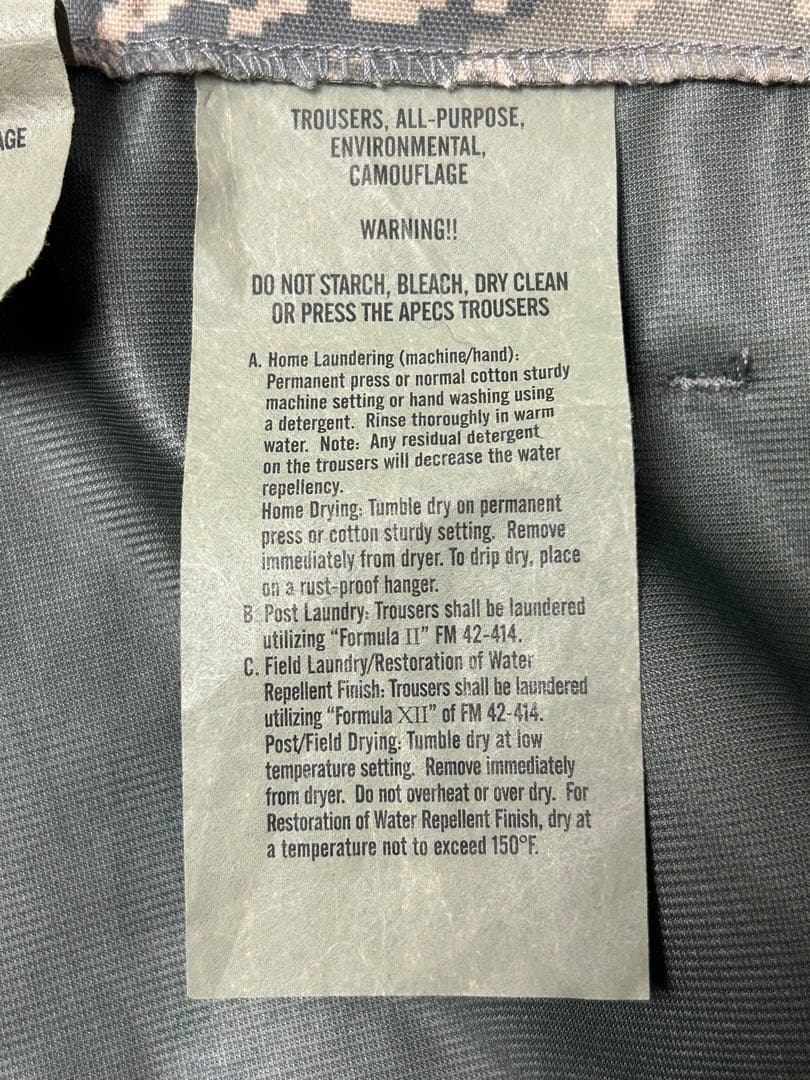 TROUSERS, ALL-PURPOSE,
ENVIRONMENTAL,
CAMOUFLAGE
WARNING!!
DO NOT STARCH, BLEACH, DRY CLEAN
OR PRESS THE APECS TROUSERS
A. Home Laundering (machine/hand):
Permanent press or normal cotton sturdy
machine setting or hand washing using
a detergent. Rinse thoroughly in warm
water. Note: Any residual detergent
on the trousers will decrease the water
repellency.
Home Drying: Tumble dry on permanent
press or cotton sturdy setting. Remove
immediately from dryer. To drip dry, place
on a rust-proof hanger.
B. Post Laundry: Trousers shall be laundered
utilizing "Formula II" FM 42-414.
C. Field Laundry/Restoration of Water
Repellent Finish: Trousers shall be laundered
utilizing "Formula XII" of FM 42-414.
Post/Field Drying: Tumble dry at low
temperature setting. Remove immediately
from dryer. Do not overheat or over dry. For
Restoration of Water Repellent Finish, dry at
a temperature not to exceed 150°F.